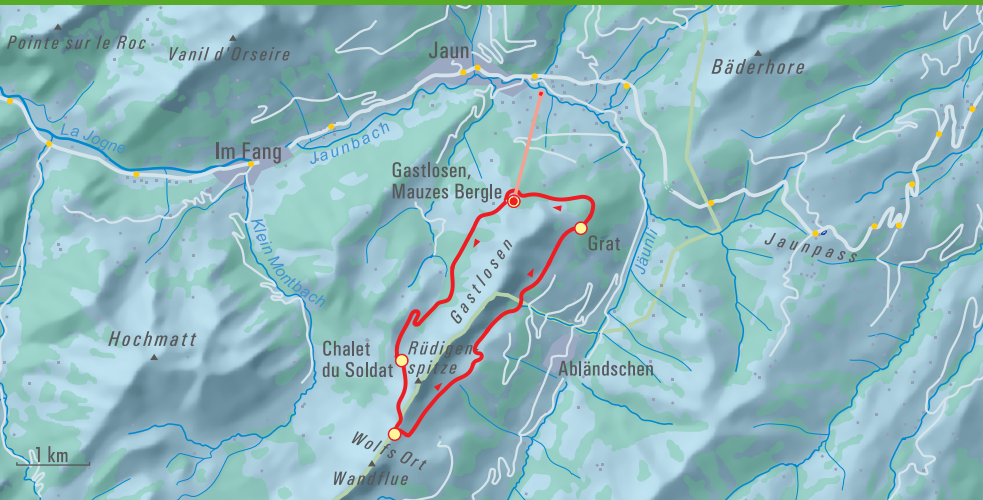 Pointe sur le Roc
Vanil d'Orseire
Jaun
Bäderhore
La Jogne
Jaunbach
Im Fang
Gastlosen,
Mauzes Bergle
Klein Montbach
Gastlosen
Grat
Jäunli
Jaunpass
Hochmatt
Chalet
du Soldat
Rüdigen-
spitze
Abländschen
Wolfs Ort
Wandflue
1 km